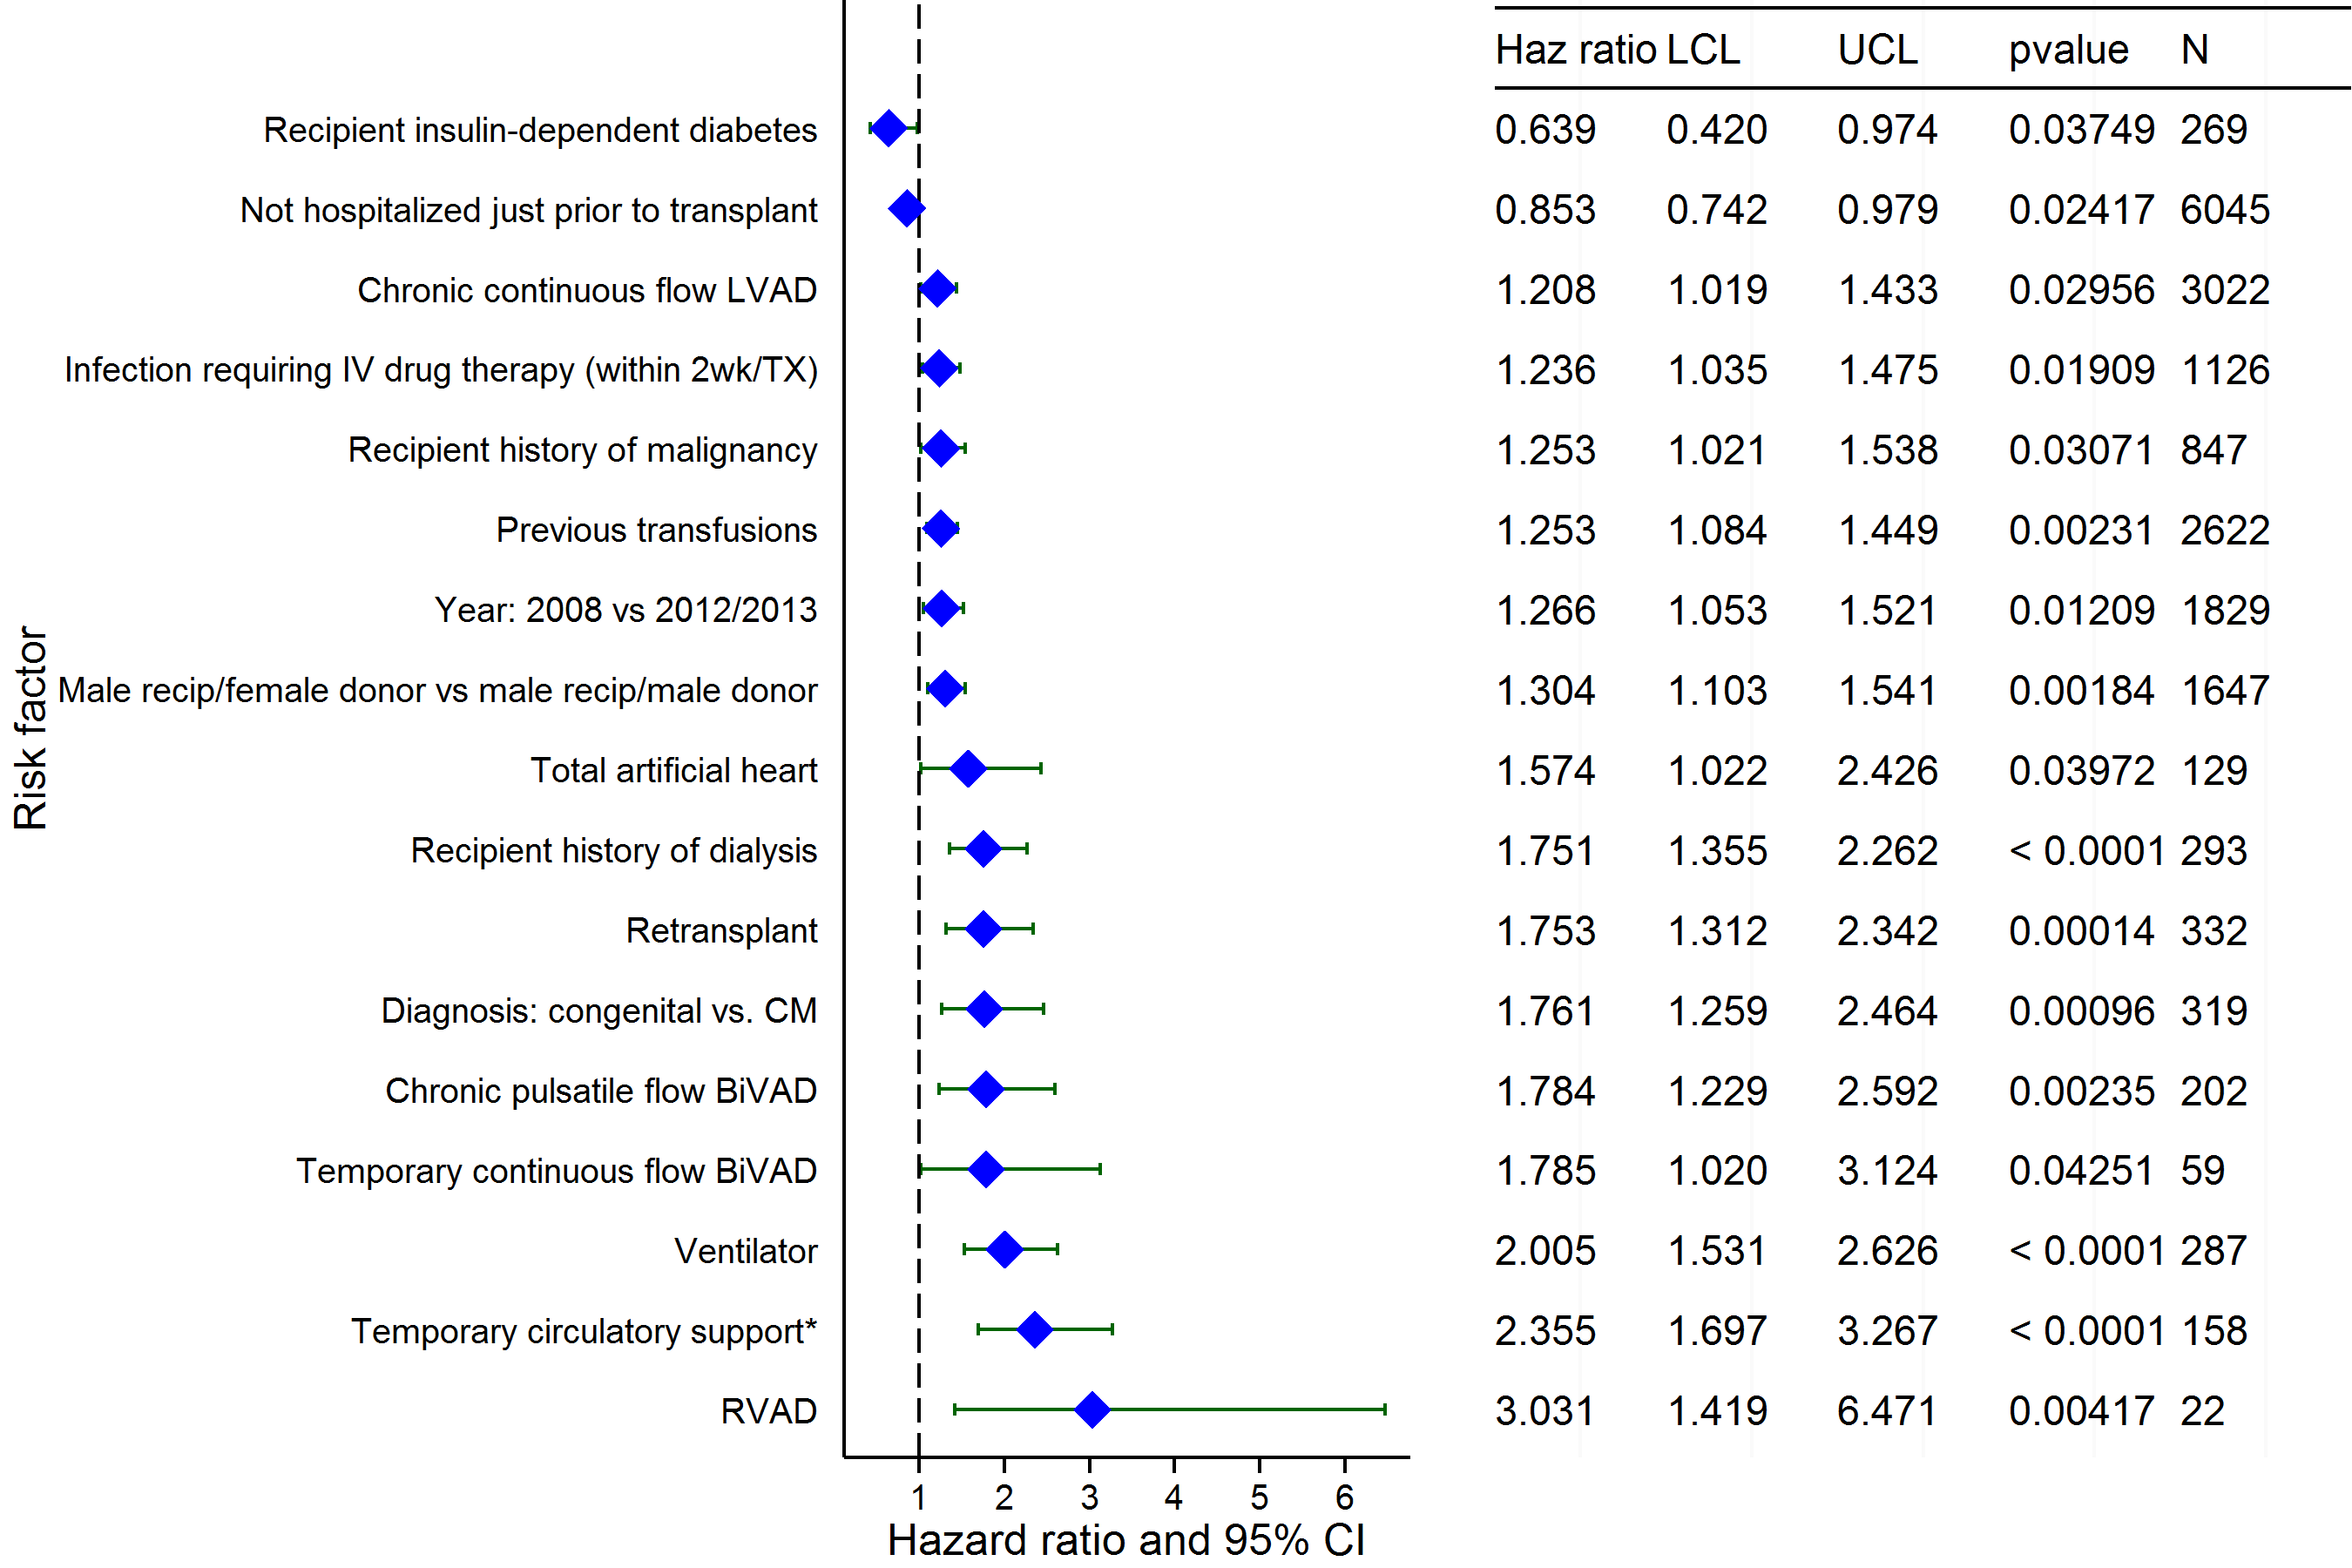 Haz ratio LCL UCL pvalue N
Recipient insulin-dependent diabetes 0.639 0.420 0.974 0.03749 269
Not hospitalized just prior to transplant 0.853 0.742 0.979 0.02417 6045
Chronic continuous flow LVAD 1.208 1.019 1.433 0.02956 3022
Infection requiring IV drug therapy (within 2wk/TX) 1.236 1.035 1.475 0.01909 1126
Recipient history of malignancy 1.253 1.021 1.538 0.03071 847
Previous transfusions 1.253 1.084 1.449 0.00231 2622
Year: 2008 vs 2012/2013 1.266 1.053 1.521 0.01209 1829
Male recip/female donor vs male recip/male donor 1.304 1.103 1.541 0.00184 1647
Total artificial heart 1.574 1.022 2.426 0.03972 129
Recipient history of dialysis 1.751 1.355 2.262 < 0.0001 293
Retransplant 1.753 1.312 2.342 0.00014 332
Diagnosis: congenital vs. CM 1.761 1.259 2.464 0.00096 319
Chronic pulsatile flow BiVAD 1.784 1.229 2.592 0.00235 202
Temporary continuous flow BiVAD 1.785 1.020 3.124 0.04251 59
Ventilator 2.005 1.531 2.626 < 0.0001 287
Temporary circulatory support* 2.355 1.697 3.267 < 0.0001 158
RVAD 3.031 1.419 6.471 0.00417 22
Risk factor
1 2 3 4 5 6
Hazard ratio and 95% CI